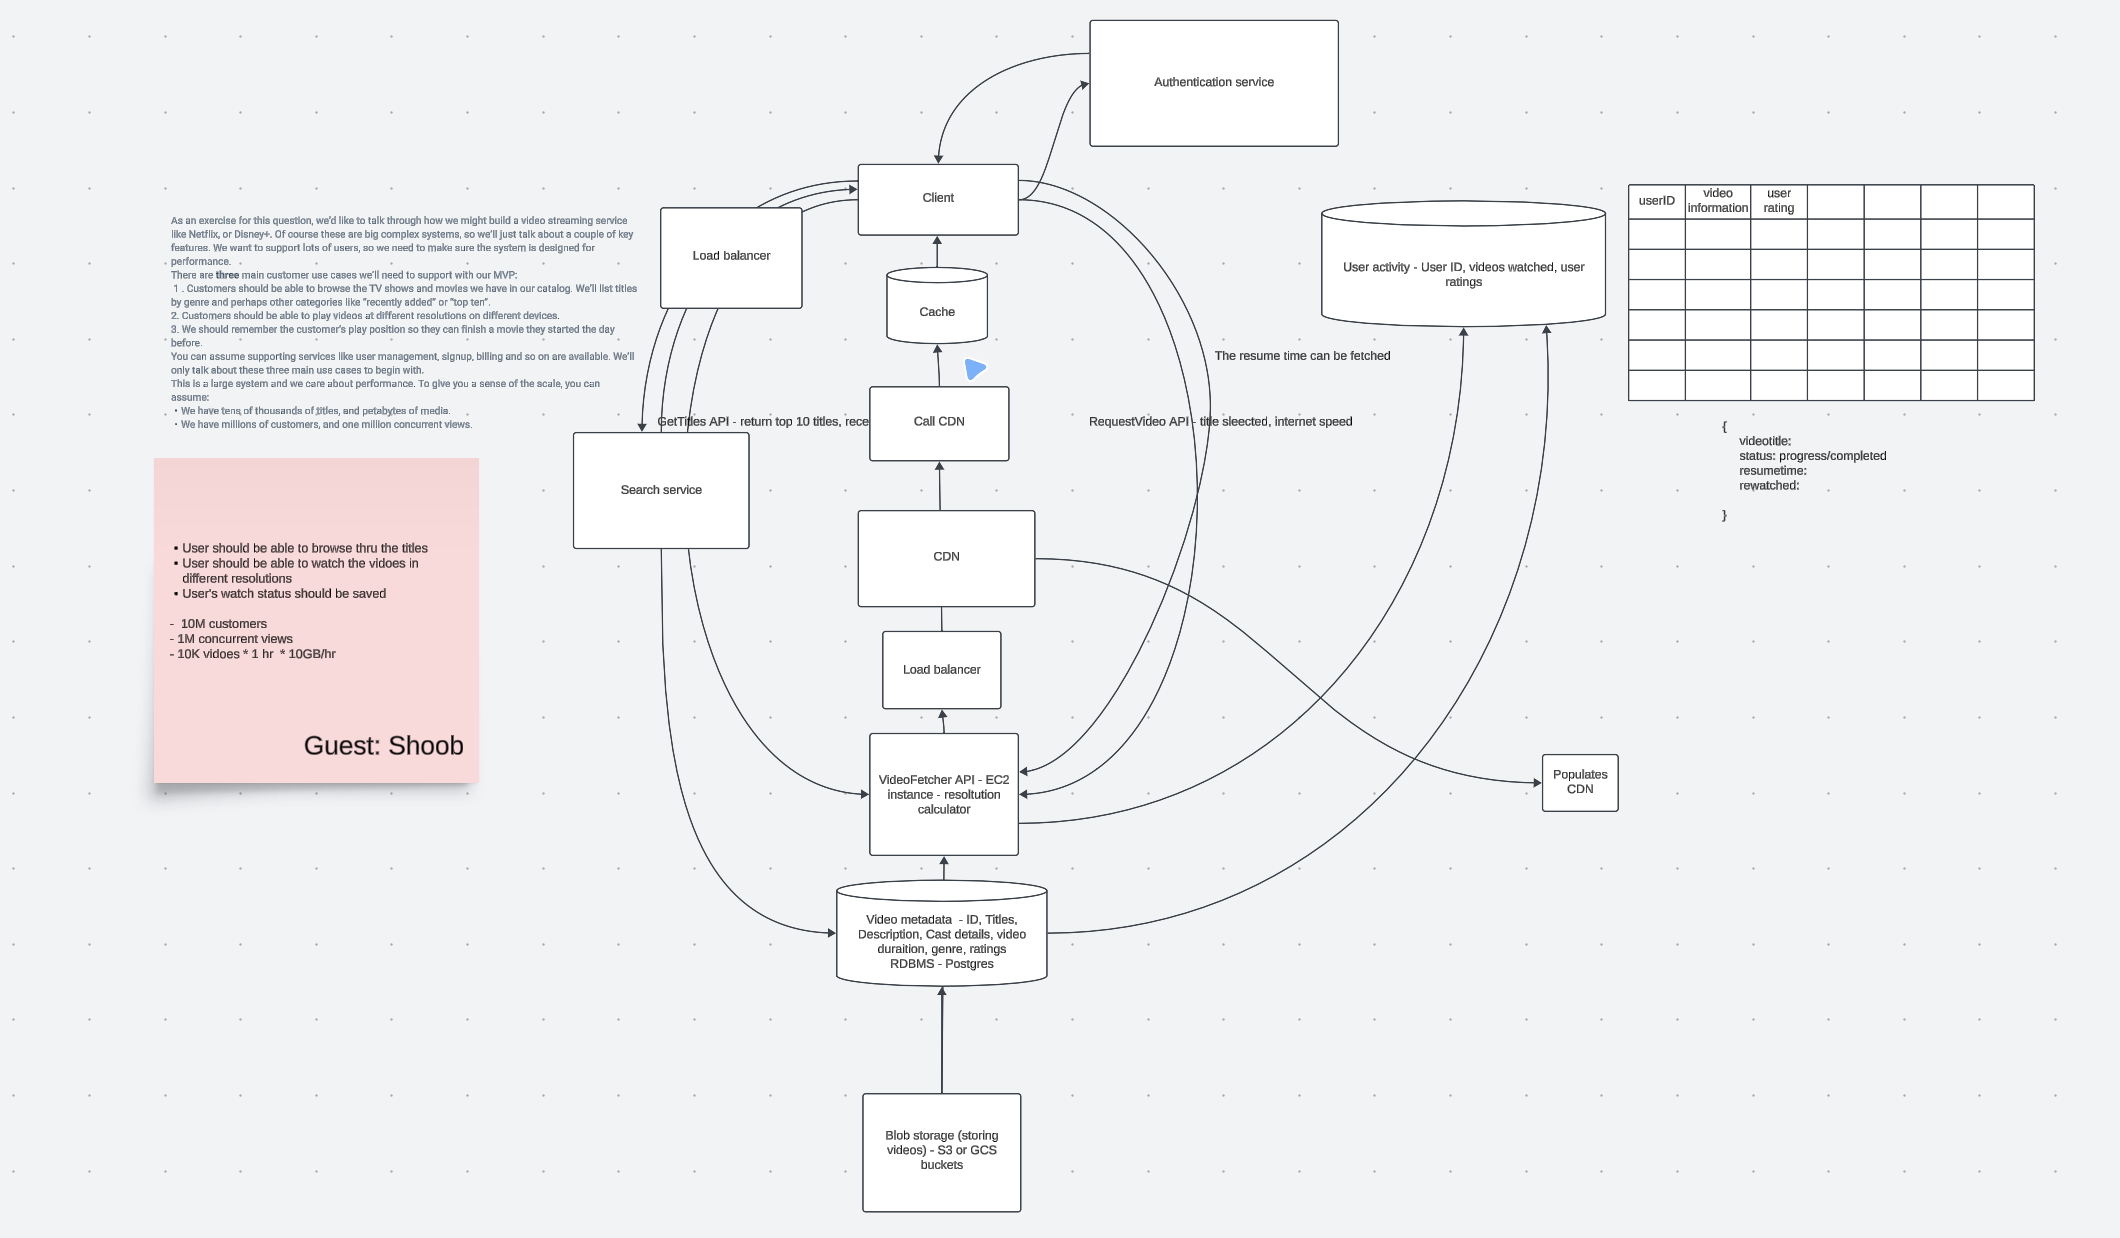 Authentication service
Client
Load balancer
As an exercise for this question, we'd like to talk through how we might build a video streaming service
like Netflix, or Disney+. Of course these are big complex systems, so we'll just talk about a couple of key
features. We want to support lots of users, so we need to make sure the system is designed for
performance.
There are three main customer use cases we'll need to support with our MVP:
1 . Customers should be able to browse the TV shows and movies we have in our catalog. We'll list titles
by genre and perhaps other categories like "recently added" or "top ten".
2. Customers should be able to play videos at different resolutions on different devices.
3. We should remember the customer's play position so they can finish a movie they started the day
before.
You can assume supporting services like user management, signup, billing and so on are available. We'll
only talk about these three main use cases to begin with.
This is a large system and we care about performance. To give you a sense of the scale, you can
assume:
• We have tens of thousands of titles, and petabytes of media.
• We have millions of customers, and one million concurrent views.
Cache
User activity - User ID, videos watched, user
ratings
userID
video
information
user
rating
The resume time can be fetched
GetTitles API - return top 10 titles, rece
Call CDN
RequestVideo API - title sleected, internet speed
{
videotitle:
status: progress/completed
resumetime:
rewatched:
}
Search service
CDN
• User should be able to browse thru the titles
• User should be able to watch the vidoes in
different resolutions
• User's watch status should be saved
- 10M customers
- 1M concurrent views
- 10K vidoes * 1 hr * 10GB/hr
Guest: Shoob
Load balancer
VideoFetcher API - EC2
instance - resoltution
calculator
Populates
CDN
Video metadata - ID, Titles,
Description, Cast details, video
duraition, genre, ratings
RDBMS - Postgres
Blob storage (storing
videos) - S3 or GCS
buckets